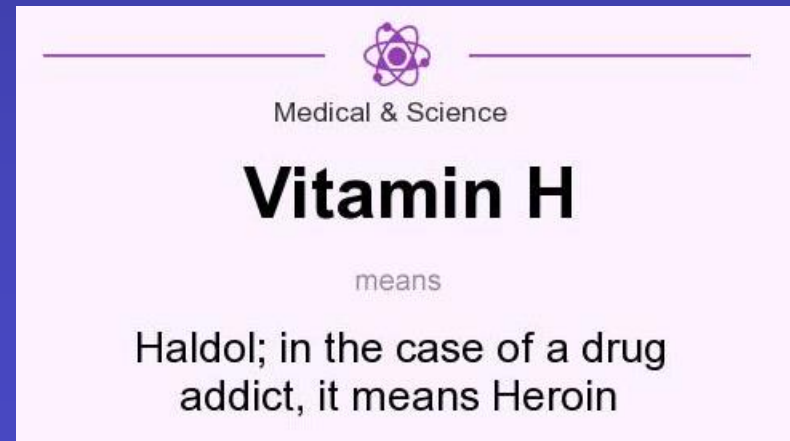 Medical & Science
Vitamin H
means
Haldol; in the case of a drug
addict, it means Heroin